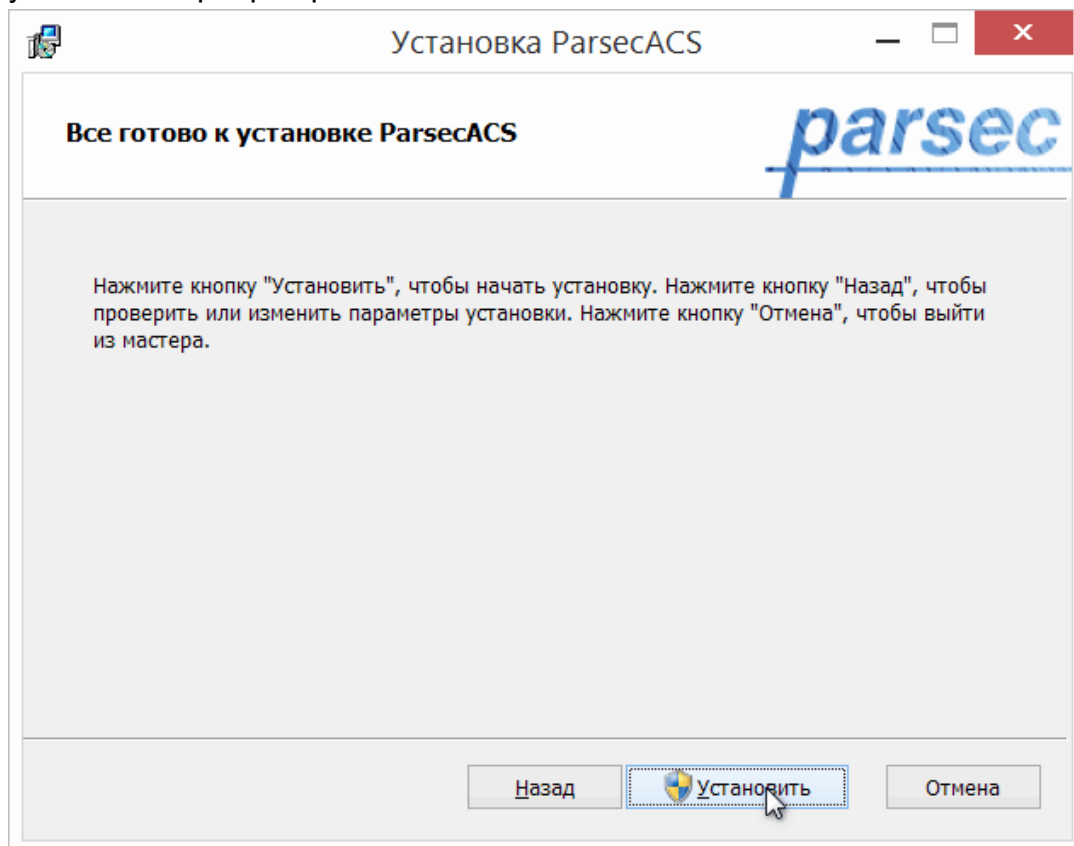 Установка ParsecACS
Все готово к установке ParsecACS
parsec
Нажмите кнопку "Установить", чтобы начать установку. Нажмите кнопку "Назад", чтобы
проверить или изменить параметры установки. Нажмите кнопку "Отмена", чтобы выйти
из мастера.
Назад Установить Отмена